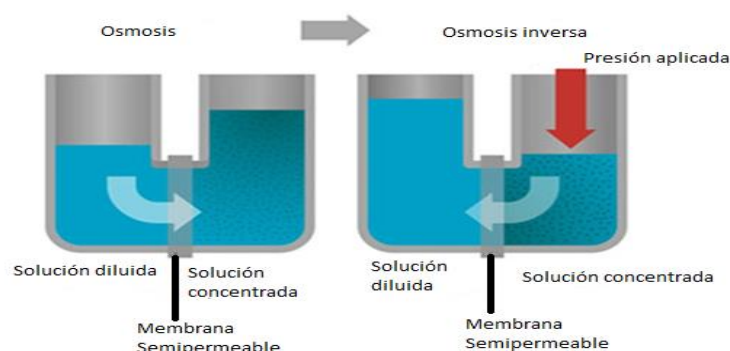 Osmosis
Osmosis inversa
Presión aplicada
Solución diluida
Solución
concentrada
Membrana
Semipermeable
Solución
diluida
Solución concentrada
Membrana
Semipermeable